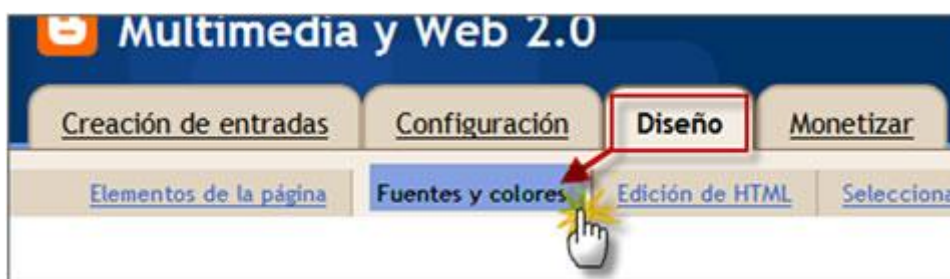 Multimedia y Web 2.0
Creación de entradas Configuración Diseño Monetizar
Elementos de la página Fuentes y colores Edición de HTML Selecciona